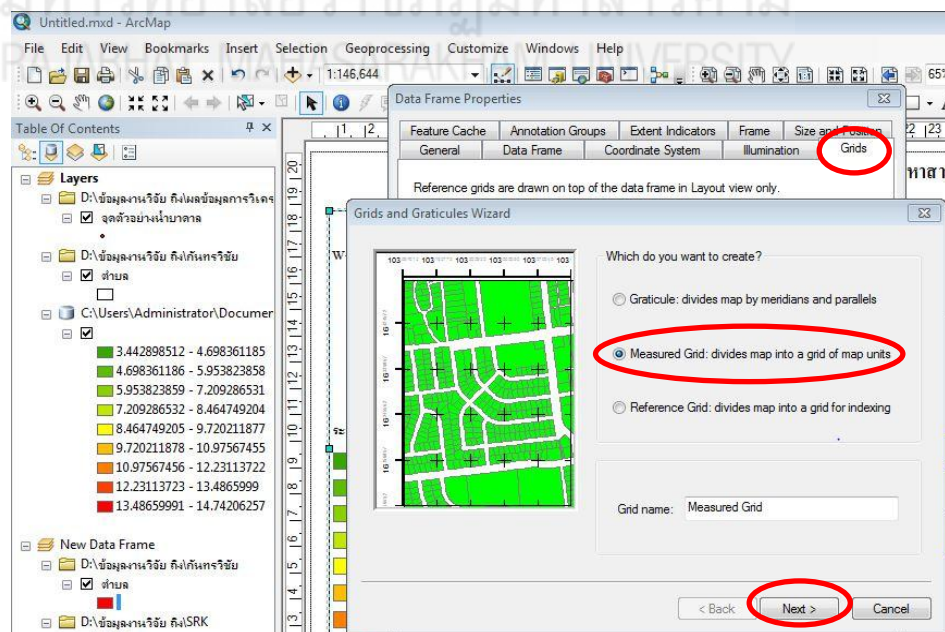 Untitled.mxd - ArcMap
RAJABHAT MAHASARAKHAM UNIVERSITY
File Edit View Bookmarks Insert Selection Geoprocessing Customize Windows Help
1:146,644
65%
Data Frame Properties
Table Of Contents
Feature Cache Annotation Groups Extent Indicators Frame Size and Position
General Data Frame Coordinate System Illumination Grids
Reference grids are drawn on top of the data frame in Layout view only.
Layers
D:\ข้อมูลงานวิจัย กิ่ง\ผลข้อมูลการวิเคร
จุดตัวอย่างน้ำบาดาล
D:\ข้อมูลงานวิจัย กิ่ง\กันทรวิชัย
ตำบล
C:\Users\Administrator\Documer
3.442898512 - 4.698361185
4.698361186 - 5.953823858
5.953823859 - 7.209286531
7.209286532 - 8.464749204
8.464749205 - 9.720211877
9.720211878 - 10.97567455
10.97567456 - 12.23113722
12.23113723 - 13.4865999
13.48659991 - 14.74206257
New Data Frame
D:\ข้อมูลงานวิจัย กิ่ง\กันทรวิชัย
ตำบล
D:\ข้อมูลงานวิจัย กิ่ง\SRK
Grids and Graticules Wizard
103 103 103 103 103
16
16
16
Which do you want to create?
Graticule: divides map by meridians and parallels
Measured Grid: divides map into a grid of map units
Reference Grid: divides map into a grid for indexing
Grid name: Measured Grid
< Back Next > Cancel